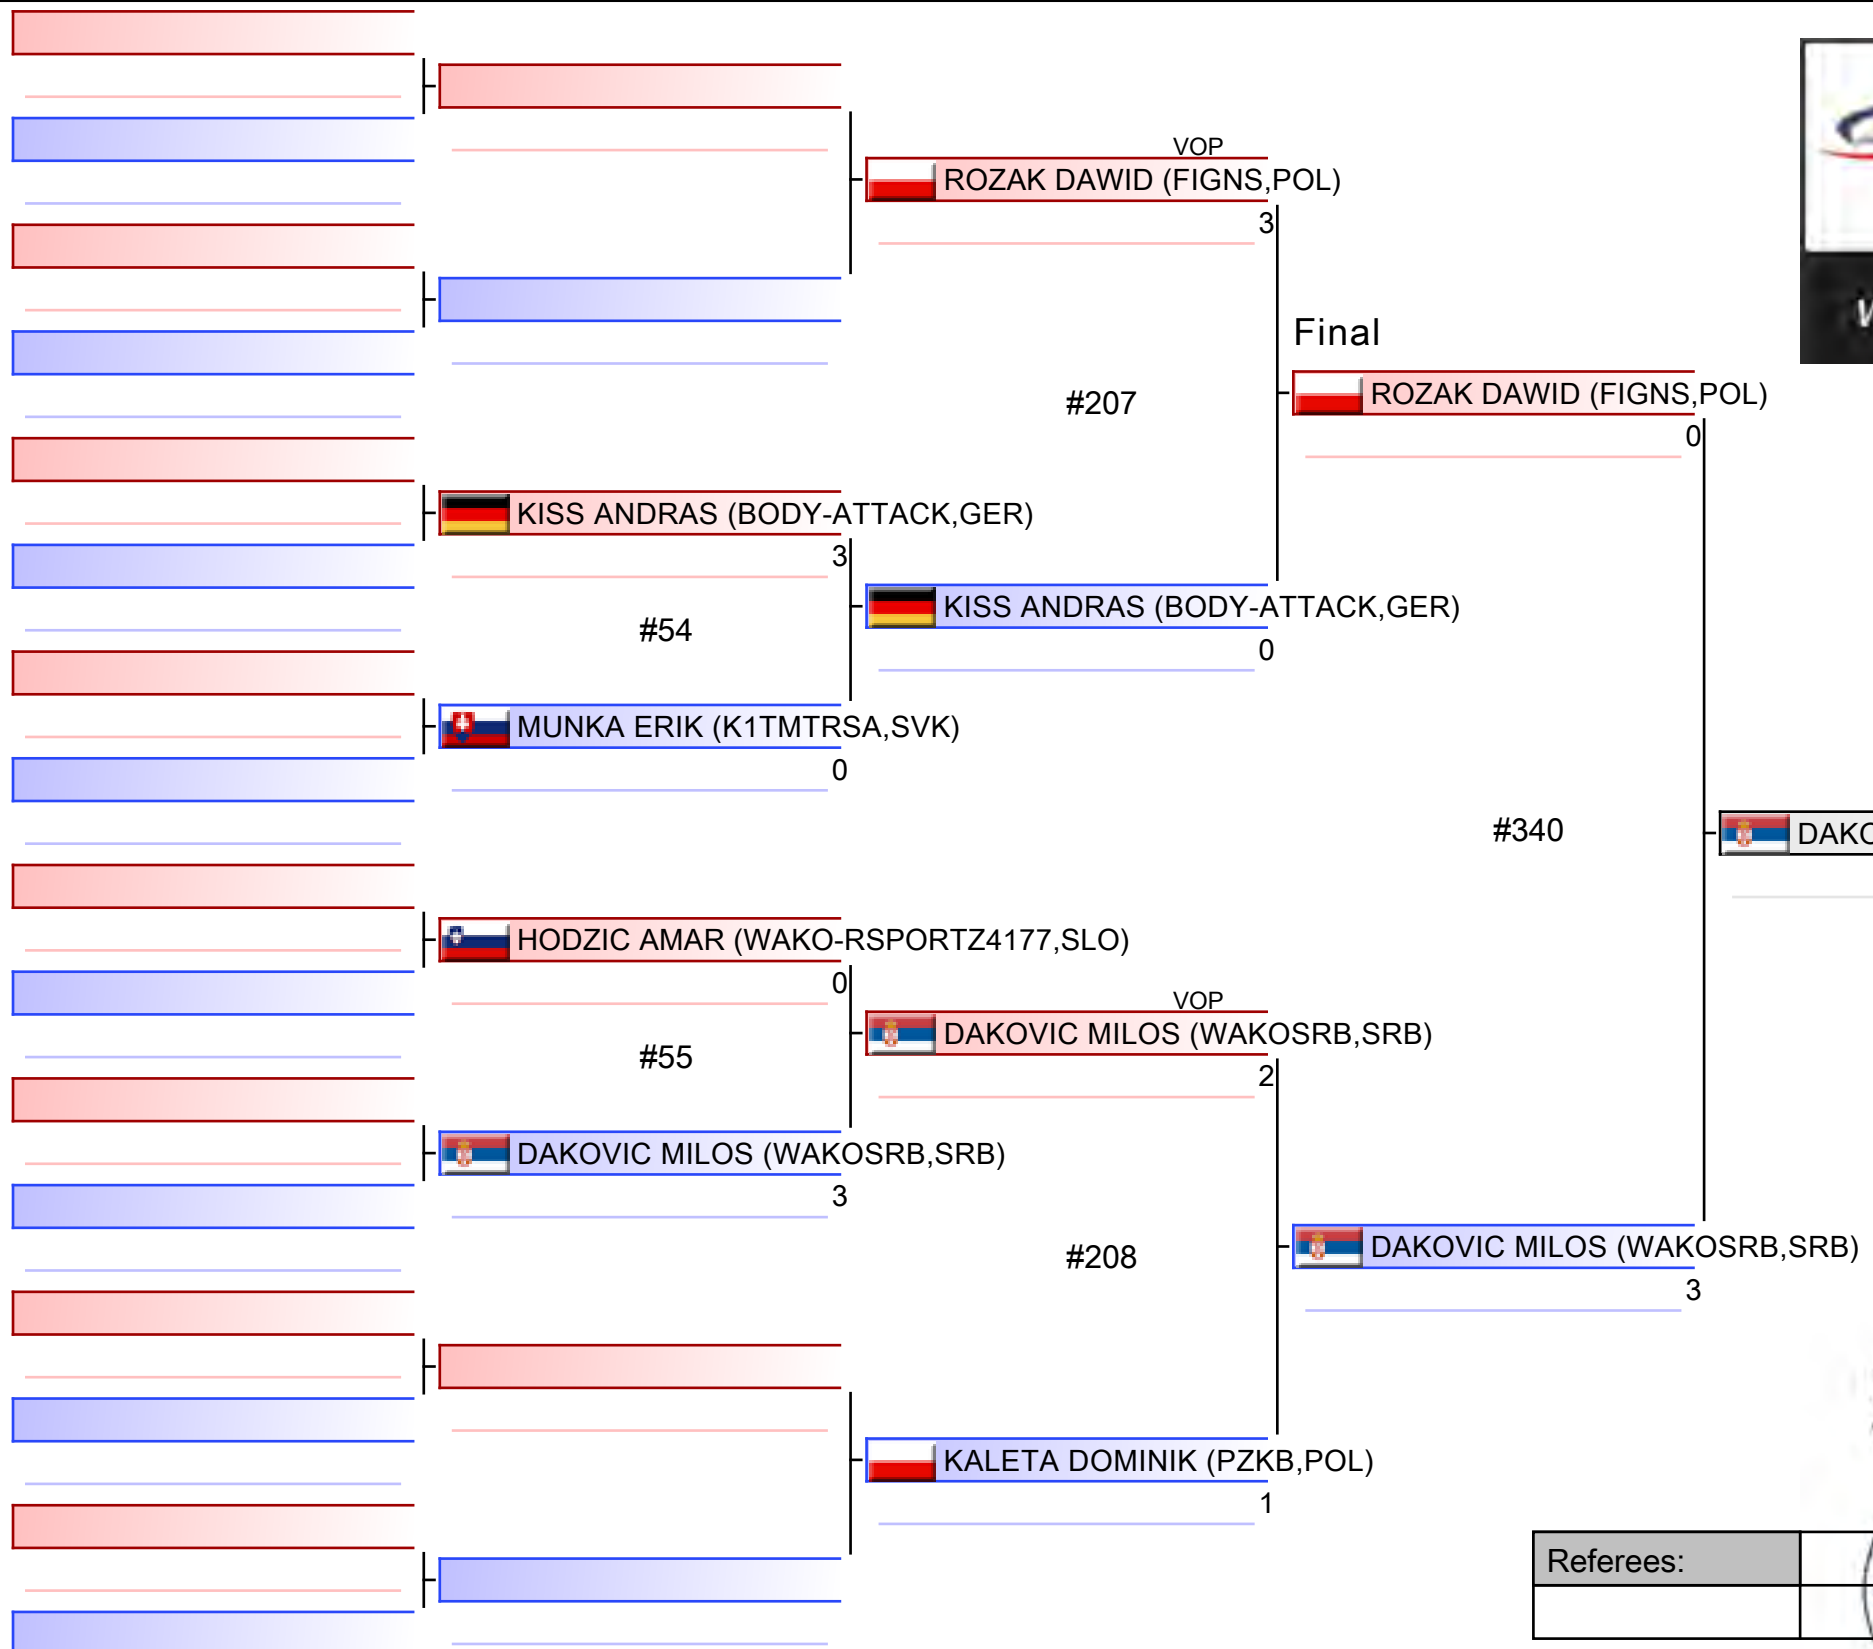 VOP
ROZAK DAWID (FIGNS,POL)
3
Final
#207
ROZAK DAWID (FIGNS,POL)
0
KISS ANDRAS (BODY-ATTACK,GER)
3
KISS ANDRAS (BODY-ATTACK,GER)
#54
0
MUNKA ERIK (K1TMTRSA,SVK)
0
#340
DAKO
HODZIC AMAR (WAKO-RSPORTZ4177,SLO)
0
VOP
DAKOVIC MILOS (WAKOSRB,SRB)
#55
2
DAKOVIC MILOS (WAKOSRB,SRB)
3
#208
DAKOVIC MILOS (WAKOSRB,SRB)
3
KALETA DOMINIK (PZKB,POL)
1
Referees: